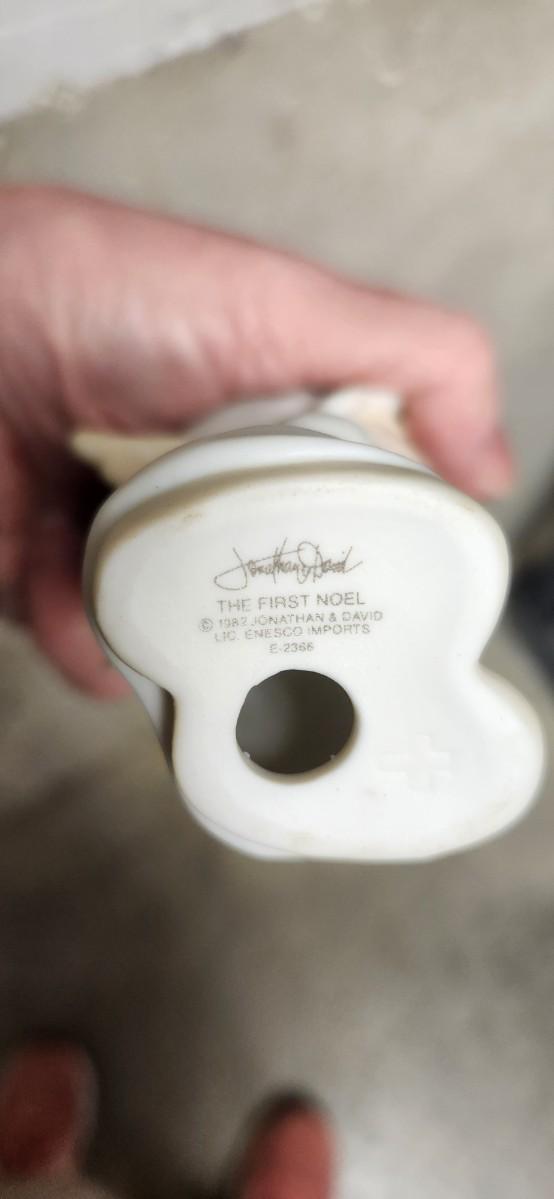 Jonathan & David
THE FIRST NOEL
© 1982 JONATHAN & DAVID
LIC. ENESCO IMPORTS
E-2366